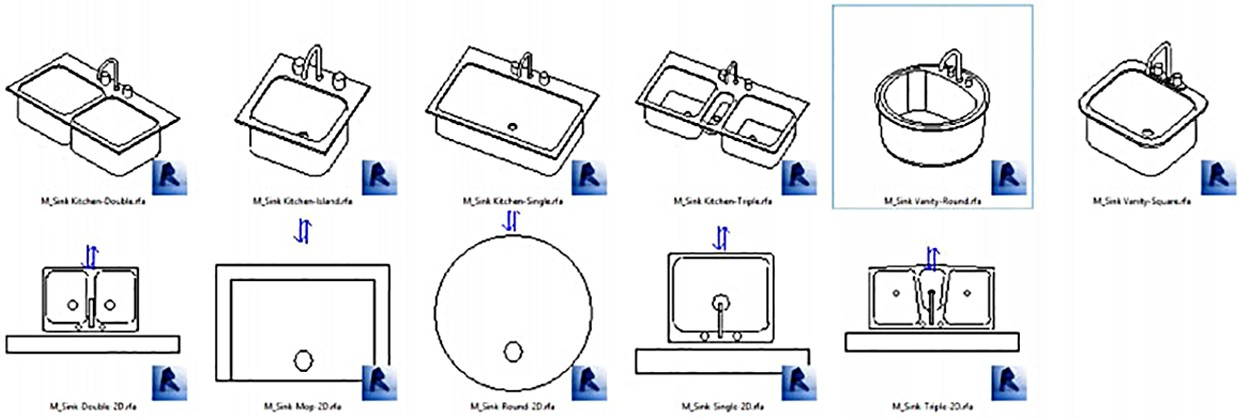 M_Sink Kitchen-Double.rfa
M_Sink Kitchen-Island.rfa
M_Sink Kitchen-Single.rfa
M_Sink Kitchen-Triple.rfa
M_Sink Vanity-Round.rfa
M_Sink Vanity-Square.rfa
M_Sink Double-2D.rfa
M_Sink Mop-2D.rfa
M_Sink Round-2D.rfa
M_Sink Single-2D.rfa
M_Sink Triple-2D.rfa